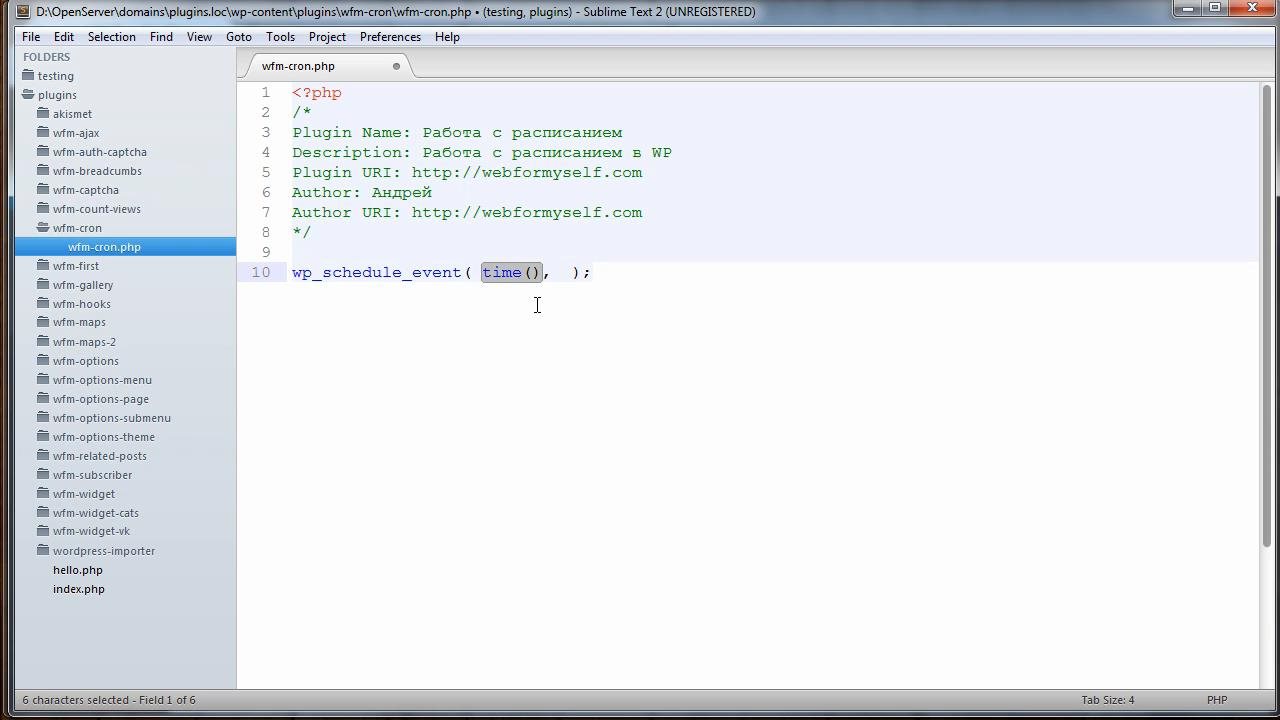 D:\OpenServer\domains\plugins.loc\wp-content\plugins\wfm-cron\wfm-cron.php • (testing, plugins) - Sublime Text 2 (UNREGISTERED)
File Edit Selection Find View Goto Tools Project Preferences Help
FOLDERS
testing
plugins
akismet
wfm-ajax
wfm-auth-captcha
wfm-breadcumbs
wfm-captcha
wfm-count-views
wfm-cron
wfm-cron.php
wfm-first
wfm-gallery
wfm-hooks
wfm-maps
wfm-maps-2
wfm-options
wfm-options-menu
wfm-options-page
wfm-options-submenu
wfm-options-theme
wfm-related-posts
wfm-subscriber
wfm-widget
wfm-widget-cats
wfm-widget-vk
wordpress-importer
hello.php
index.php
wfm-cron.php
1 <?php
2 /*
3 Plugin Name: Работа с расписанием
4 Description: Работа с расписанием в WP
5 Plugin URI: http://webformyself.com
6 Author: Андрей
7 Author URI: http://webformyself.com
8 */
9
10 wp_schedule_event( time(),  );
6 characters selected - Field 1 of 6 Tab Size: 4 PHP